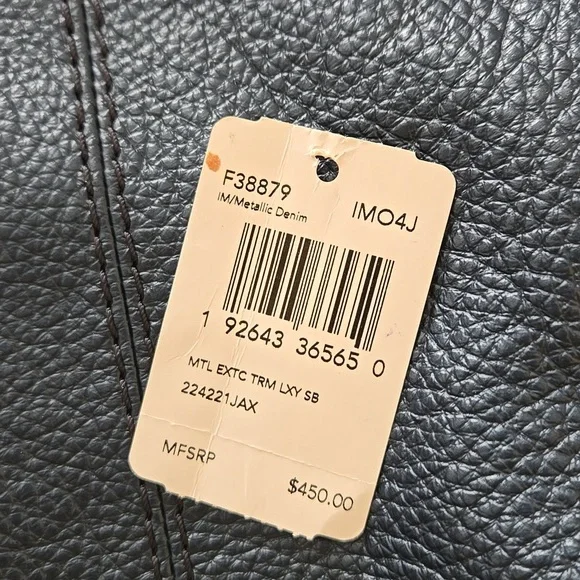 F38879
IM/Metallic Denim
IMO4J
1 92643 36565 0
MTL EXTC TRM LXY SB
224221JAX
MFSRP
$450.00